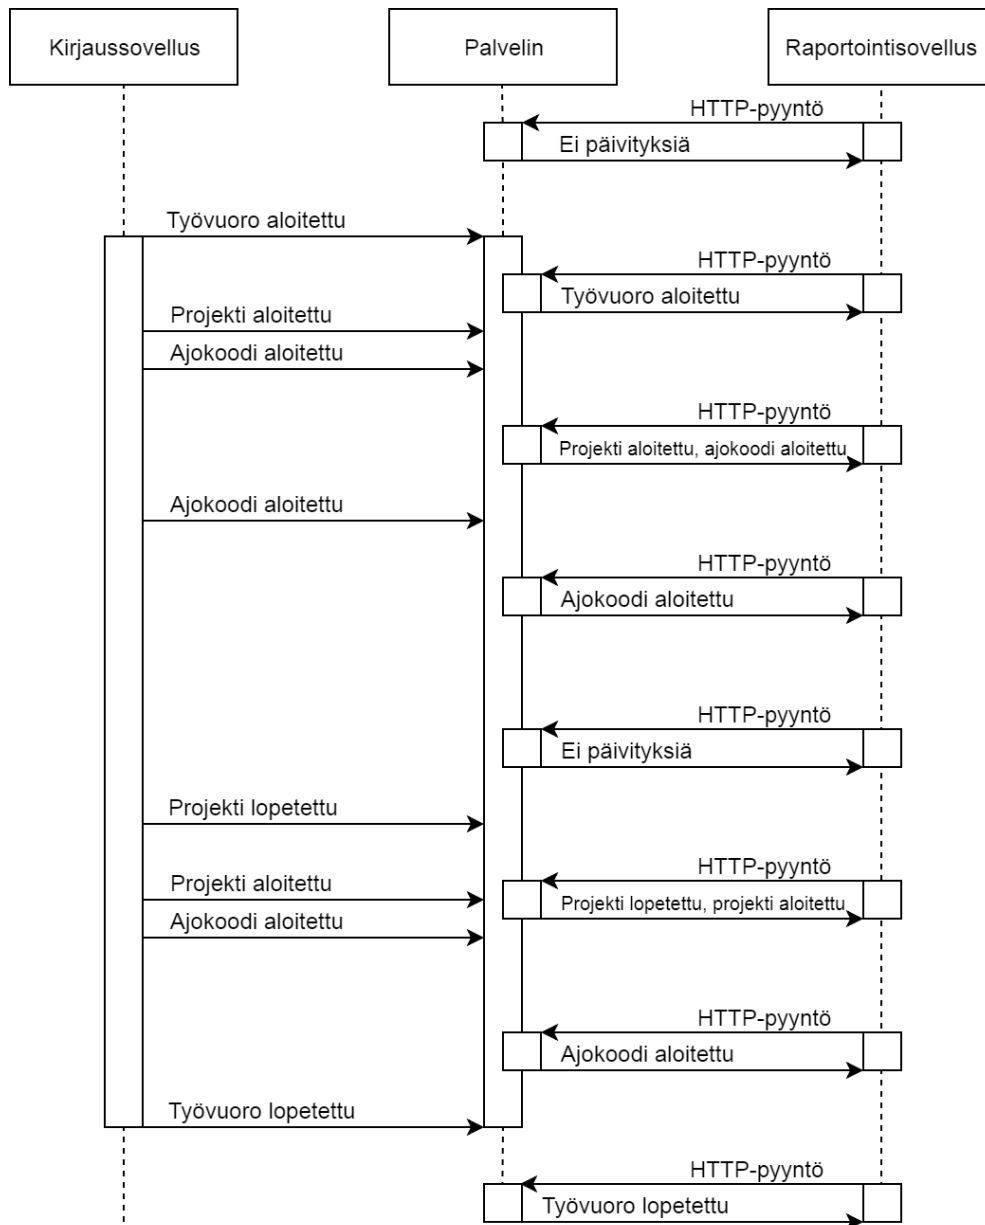 Kirjaussovellus
Palvelin
Raportointisovellus
HTTP-pyyntö
Ei päivityksiä
Työvuoro aloitettu
HTTP-pyyntö
Työvuoro aloitettu
Projekti aloitettu
Ajokoodi aloitettu
HTTP-pyyntö
Projekti aloitettu, ajokoodi aloitettu
Ajokoodi aloitettu
HTTP-pyyntö
Ajokoodi aloitettu
HTTP-pyyntö
Ei päivityksiä
Projekti lopetettu
HTTP-pyyntö
Projekti aloitettu
Projekti lopetettu, projekti aloitettu
Ajokoodi aloitettu
HTTP-pyyntö
Ajokoodi aloitettu
Työvuoro lopetettu
HTTP-pyyntö
Työvuoro lopetettu